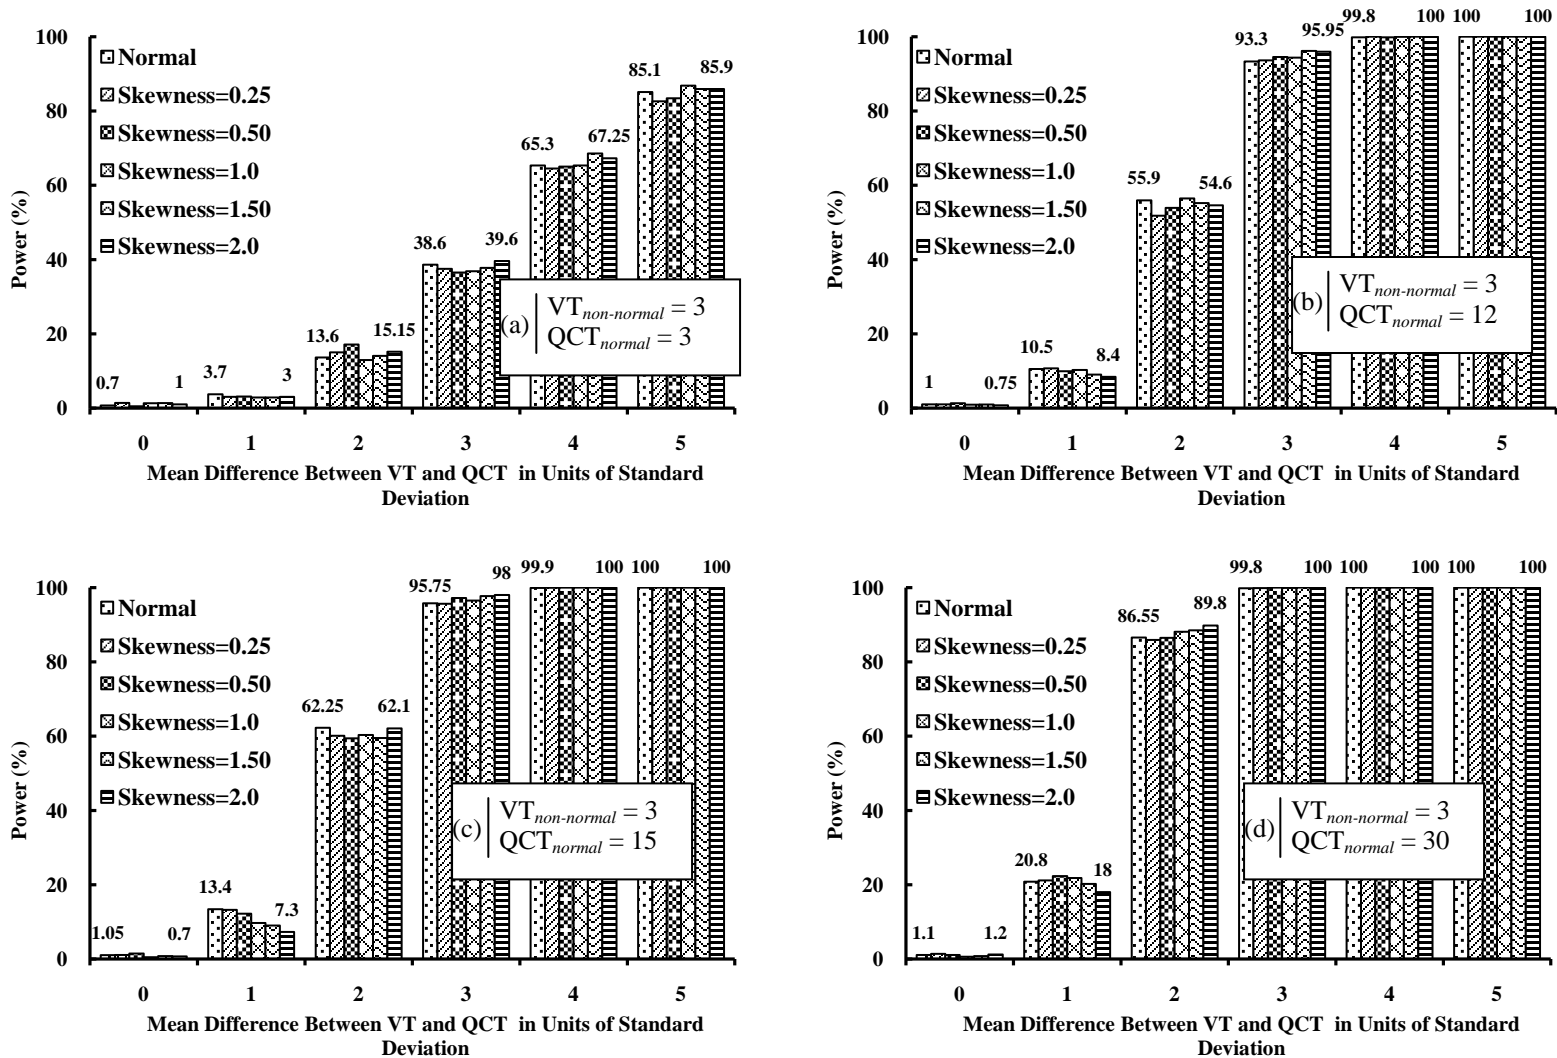 100
80
60
40
20
0
Power (%)
Normal
Skewness=0.25
Skewness=0.50
Skewness=1.0
Skewness=1.50
Skewness=2.0
0.7
1
3.7
3
13.6
15.15
38.6
39.6
65.3
67.25
85.1
85.9
(a)
VTnon-normal = 3
QCTnormal = 3
0 1 2 3 4 5
Mean Difference Between VT and QCT in Units of Standard
Deviation
100
80
60
40
20
0
Power (%)
Normal
Skewness=0.25
Skewness=0.50
Skewness=1.0
Skewness=1.50
Skewness=2.0
1
0.75
10.5
8.4
55.9
54.6
93.3
95.95
99.8
100
100
100
(b)
VTnon-normal = 3
QCTnormal = 12
0 1 2 3 4 5
Mean Difference Between VT and QCT in Units of Standard
Deviation
100
80
60
40
20
0
Power (%)
Normal
Skewness=0.25
Skewness=0.50
Skewness=1.0
Skewness=1.50
Skewness=2.0
1.05
0.7
13.4
7.3
62.25
62.1
95.75
98
99.9
100
100
100
(c)
VTnon-normal = 3
QCTnormal = 15
0 1 2 3 4 5
Mean Difference Between VT and QCT in Units of Standard
Deviation
100
80
60
40
20
0
Power (%)
Normal
Skewness=0.25
Skewness=0.50
Skewness=1.0
Skewness=1.50
Skewness=2.0
1.1
1.2
20.8
18
86.55
89.8
99.8
100
100
100
100
100
(d)
VTnon-normal = 3
QCTnormal = 30
0 1 2 3 4 5
Mean Difference Between VT and QCT in Units of Standard
Deviation